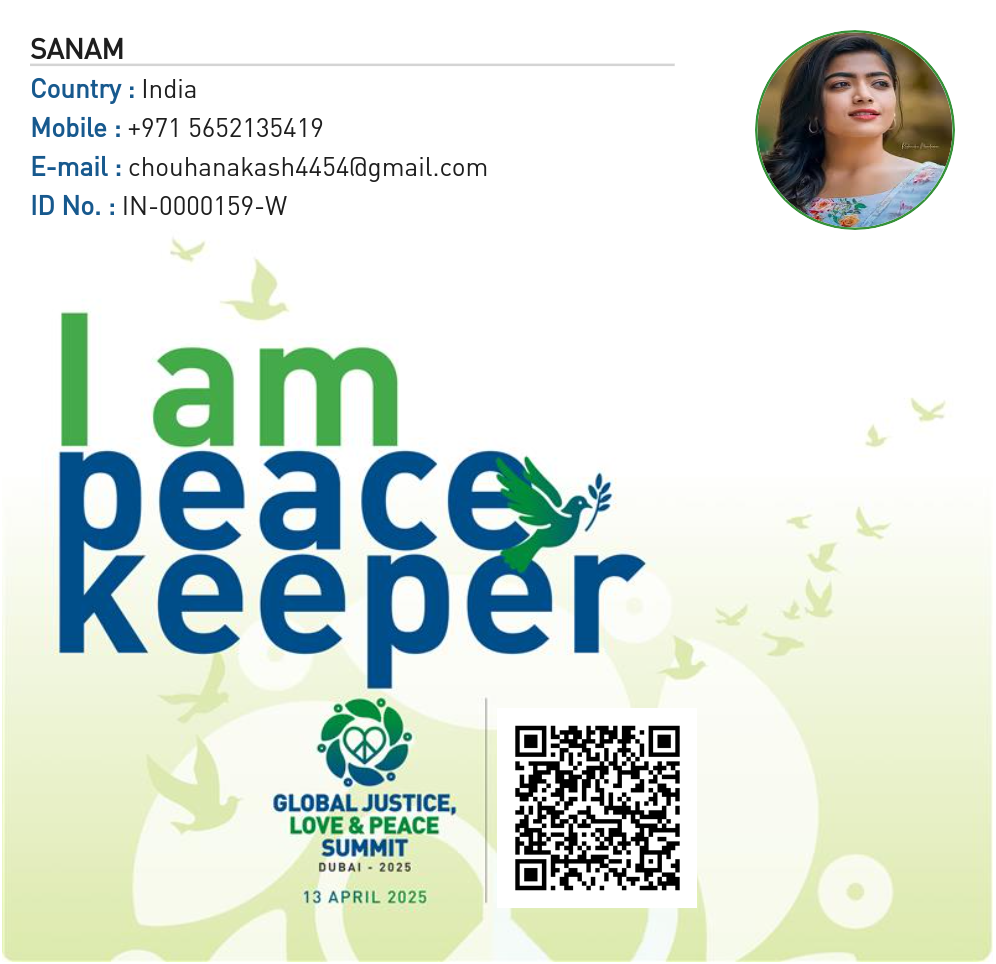 SANAM
Country : India
Mobile : +971 5652135419
E-mail : chouhanakash4454@gmail.com
ID No. : IN-0000159-W
I am
peace
keeper
GLOBAL JUSTICE,
LOVE & PEACE
SUMMIT
DUBAI - 2025
13 APRIL 2025